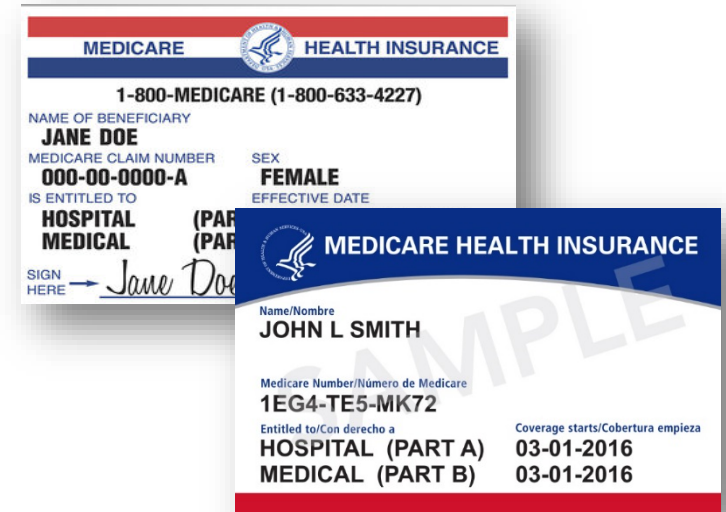 MEDICARE HEALTH INSURANCE
1-800-MEDICARE (1-800-633-4227)
NAME OF BENEFICIARY
JANE DOE
MEDICARE CLAIM NUMBER SEX
000-00-0000-A FEMALE
IS ENTITLED TO EFFECTIVE DATE
HOSPITAL (PAR
MEDICAL (PAR
SIGN
HERE Jane Doe
MEDICARE HEALTH INSURANCE
SAMPLE
Name/Nombre
JOHN L SMITH
Medicare Number/Número de Medicare
1EG4-TE5-MK72
Entitled to/Con derecho a Coverage starts/Cobertura empieza
HOSPITAL (PART A) 03-01-2016
MEDICAL (PART B) 03-01-2016